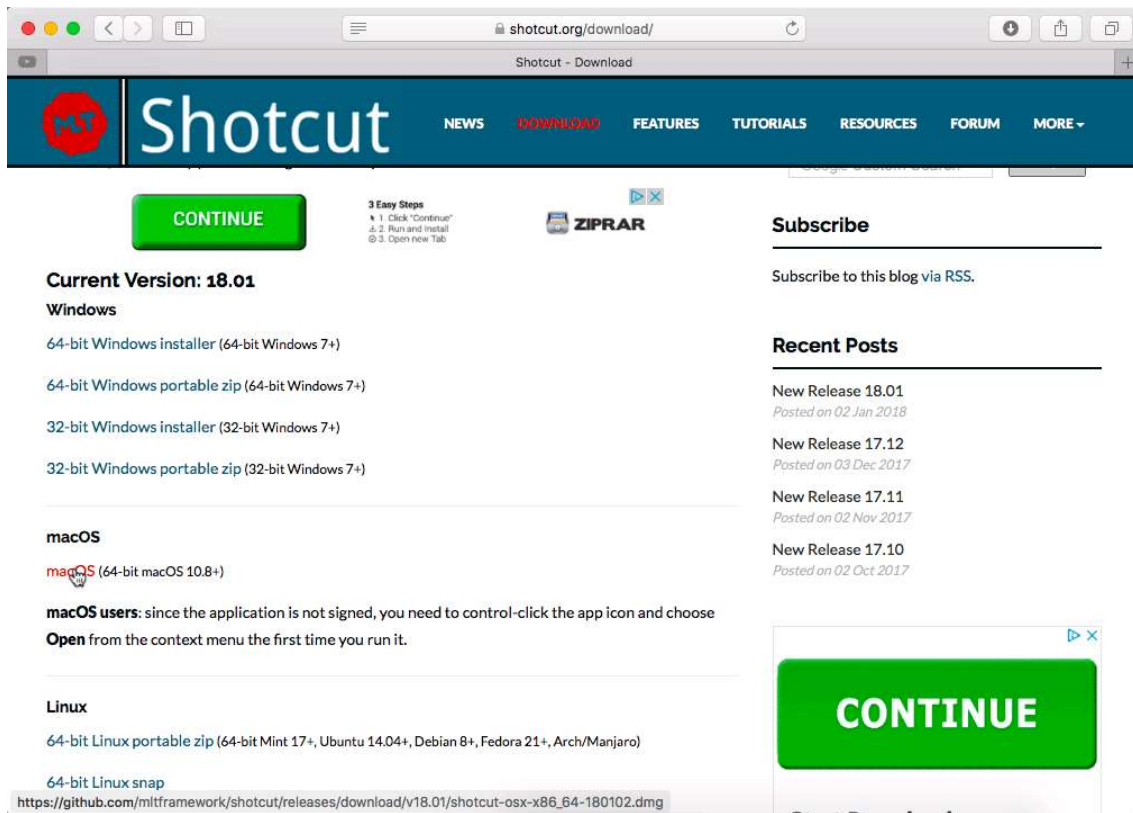 shotcut.org/download/
Shotcut - Download
MST
Shotcut
NEWS
DOWNLOAD
FEATURES
TUTORIALS
RESOURCES
FORUM
MORE
CONTINUE
3 Easy Steps
1. Click "Continue"
2. Run and Install
3. Open new Tab
ZIPRAR
Current Version: 18.01
Windows
64-bit Windows installer (64-bit Windows 7+)
64-bit Windows portable zip (64-bit Windows 7+)
32-bit Windows installer (32-bit Windows 7+)
32-bit Windows portable zip (32-bit Windows 7+)
macOS
macOS (64-bit macOS 10.8+)
macOS users: since the application is not signed, you need to control-click the app icon and choose
Open from the context menu the first time you run it.
Linux
64-bit Linux portable zip (64-bit Mint 17+, Ubuntu 14.04+, Debian 8+, Fedora 21+, Arch/Manjaro)
64-bit Linux snap
https://github.com/mltframework/shotcut/releases/download/v18.01/shotcut-osx-x86_64-180102.dmg
Subscribe
Subscribe to this blog via RSS.
Recent Posts
New Release 18.01
Posted on 02 Jan 2018
New Release 17.12
Posted on 03 Dec 2017
New Release 17.11
Posted on 02 Nov 2017
New Release 17.10
Posted on 02 Oct 2017
CONTINUE